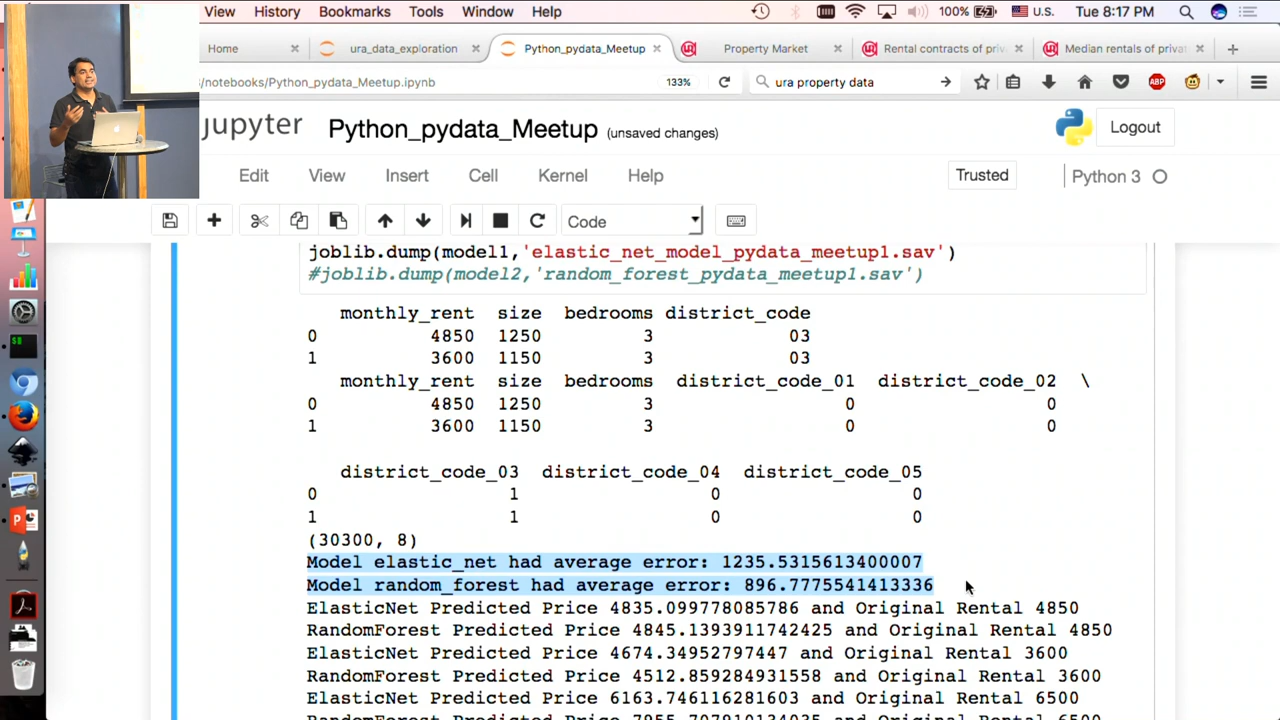 View History Bookmarks Tools Window Help 100% U.S. Tue 8:17 PM
Home ura_data_exploration Python_pydata_Meetup Property Market Rental contracts of priv Median rentals of privat
/notebooks/Python_pydata_Meetup.ipynb 133% ura property data ABP
jupyter Python_pydata_Meetup (unsaved changes) Logout
Edit View Insert Cell Kernel Help Trusted Python 3
Code
joblib.dump(model1,'elastic_net_model_pydata_meetup1.sav')
#joblib.dump(model2,'random_forest_pydata_meetup1.sav')
monthly_rent size bedrooms district_code
0 4850 1250 3 03
1 3600 1150 3 03
monthly_rent size bedrooms district_code_01 district_code_02 \
0 4850 1250 3 0 0
1 3600 1150 3 0 0
district_code_03 district_code_04 district_code_05
0 1 0 0
1 1 0 0
(30300, 8)
Model elastic_net had average error: 1235.5315613400007
Model random_forest had average error: 896.7775541413336
ElasticNet Predicted Price 4835.099778085786 and Original Rental 4850
RandomForest Predicted Price 4845.1393911742425 and Original Rental 4850
ElasticNet Predicted Price 4674.34952797447 and Original Rental 3600
RandomForest Predicted Price 4512.859284931558 and Original Rental 3600
ElasticNet Predicted Price 6163.746116281603 and Original Rental 6500